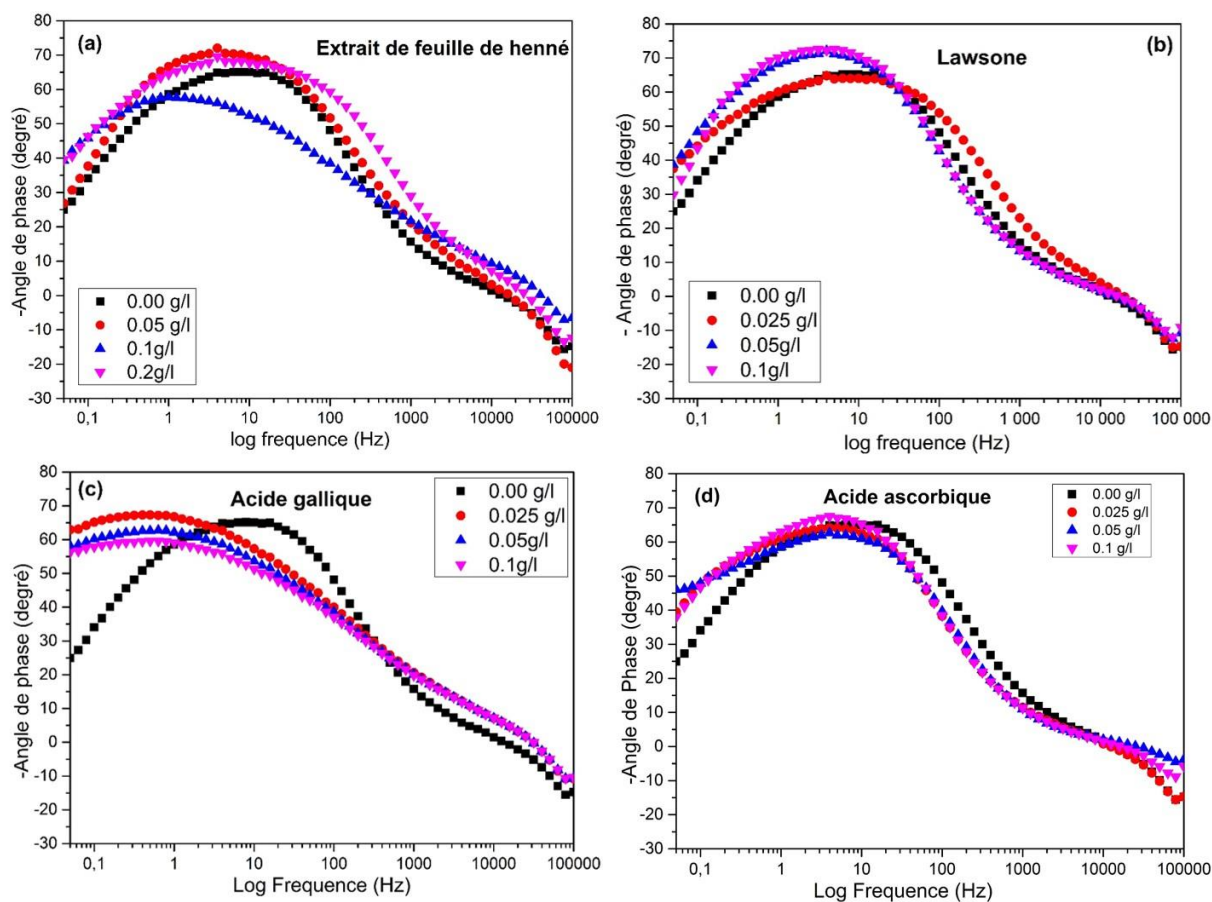 (a)
Extrait de feuille de henné
-Angle de phase (degré)
80
70
60
50
40
30
20
10
0
-10
-20
-30
0.00 g/l
0.05 g/l
0.1g/l
0.2g/l
0,1 1 10 100 1000 10000 100000
log frequence (Hz)
(b)
Lawsone
- Angle de phase (degré)
80
70
60
50
40
30
20
10
0
-10
-20
-30
0.00 g/l
0.025 g/l
0.05g/l
0.1g/l
0,1 1 10 100 1000 10 000 100 000
log frequence (Hz)
(c)
Acide gallique
-Angle de phase (degré)
80
70
60
50
40
30
20
10
0
-10
-20
-30
0.00 g/l
0.025 g/l
0.05g/l
0.1g/l
0,1 1 10 100 1000 10000 100000
Log Frequence (Hz)
(d)
Acide ascorbique
-Angle de Phase (degré)
80
70
60
50
40
30
20
10
0
-10
-20
-30
0.00 g/l
0.025 g/l
0.05 g/l
0.1 g/l
0,1 1 10 100 1000 10000 100000
Log Frequence (Hz)